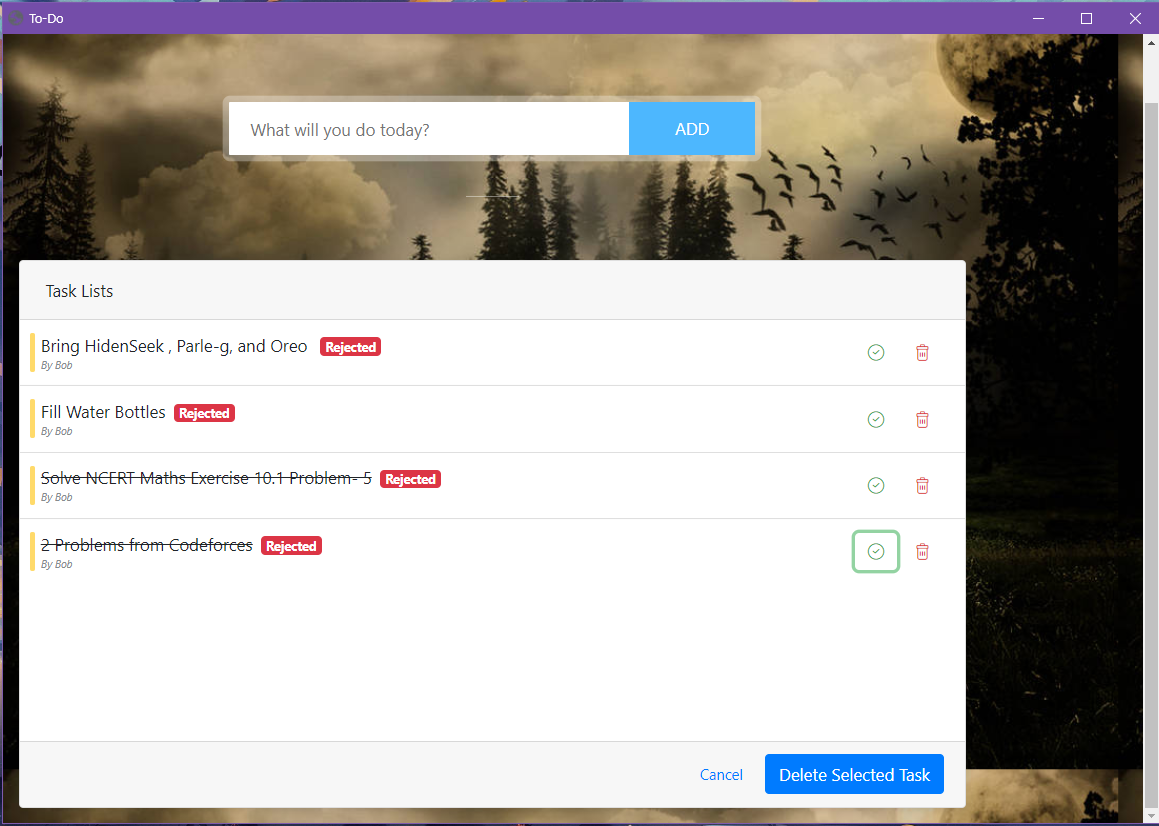 To-Do
What will you do today?
ADD
Task Lists
Bring HidenSeek , Parle-g, and Oreo Rejected
By Bob
Fill Water Bottles Rejected
By Bob
Solve NCERT Maths Exercise 10.1 Problem- 5 Rejected
By Bob
2 Problems from Codeforces Rejected
By Bob
Cancel Delete Selected Task